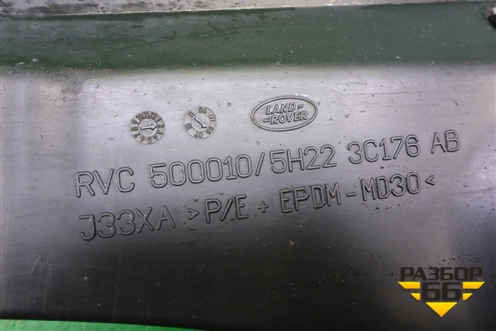 LAND-
-ROVER
RVC 500010/5H22 3C176 AB
J33XA >P/E + EPDM-MD30<
РАЗБОР
66